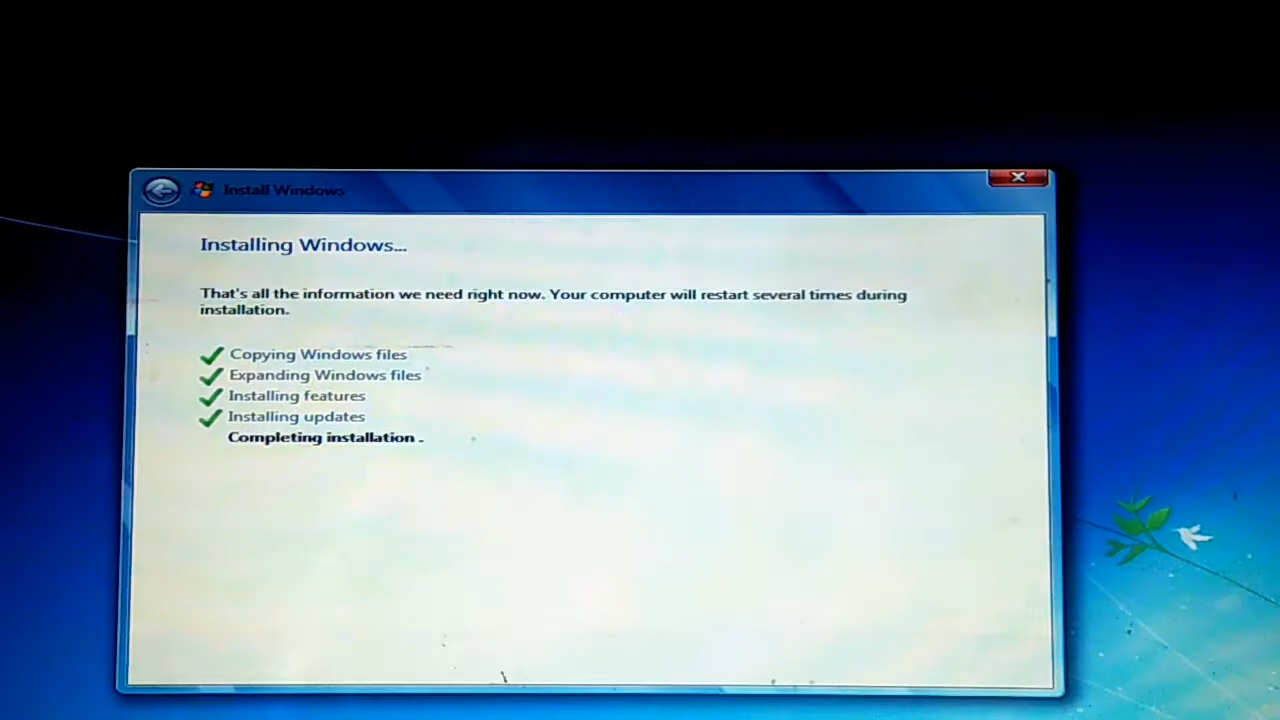 Install Windows
Installing Windows...
That's all the information we need right now. Your computer will restart several times during
installation.
Copying Windows files
Expanding Windows files
Installing features
Installing updates
Completing installation .